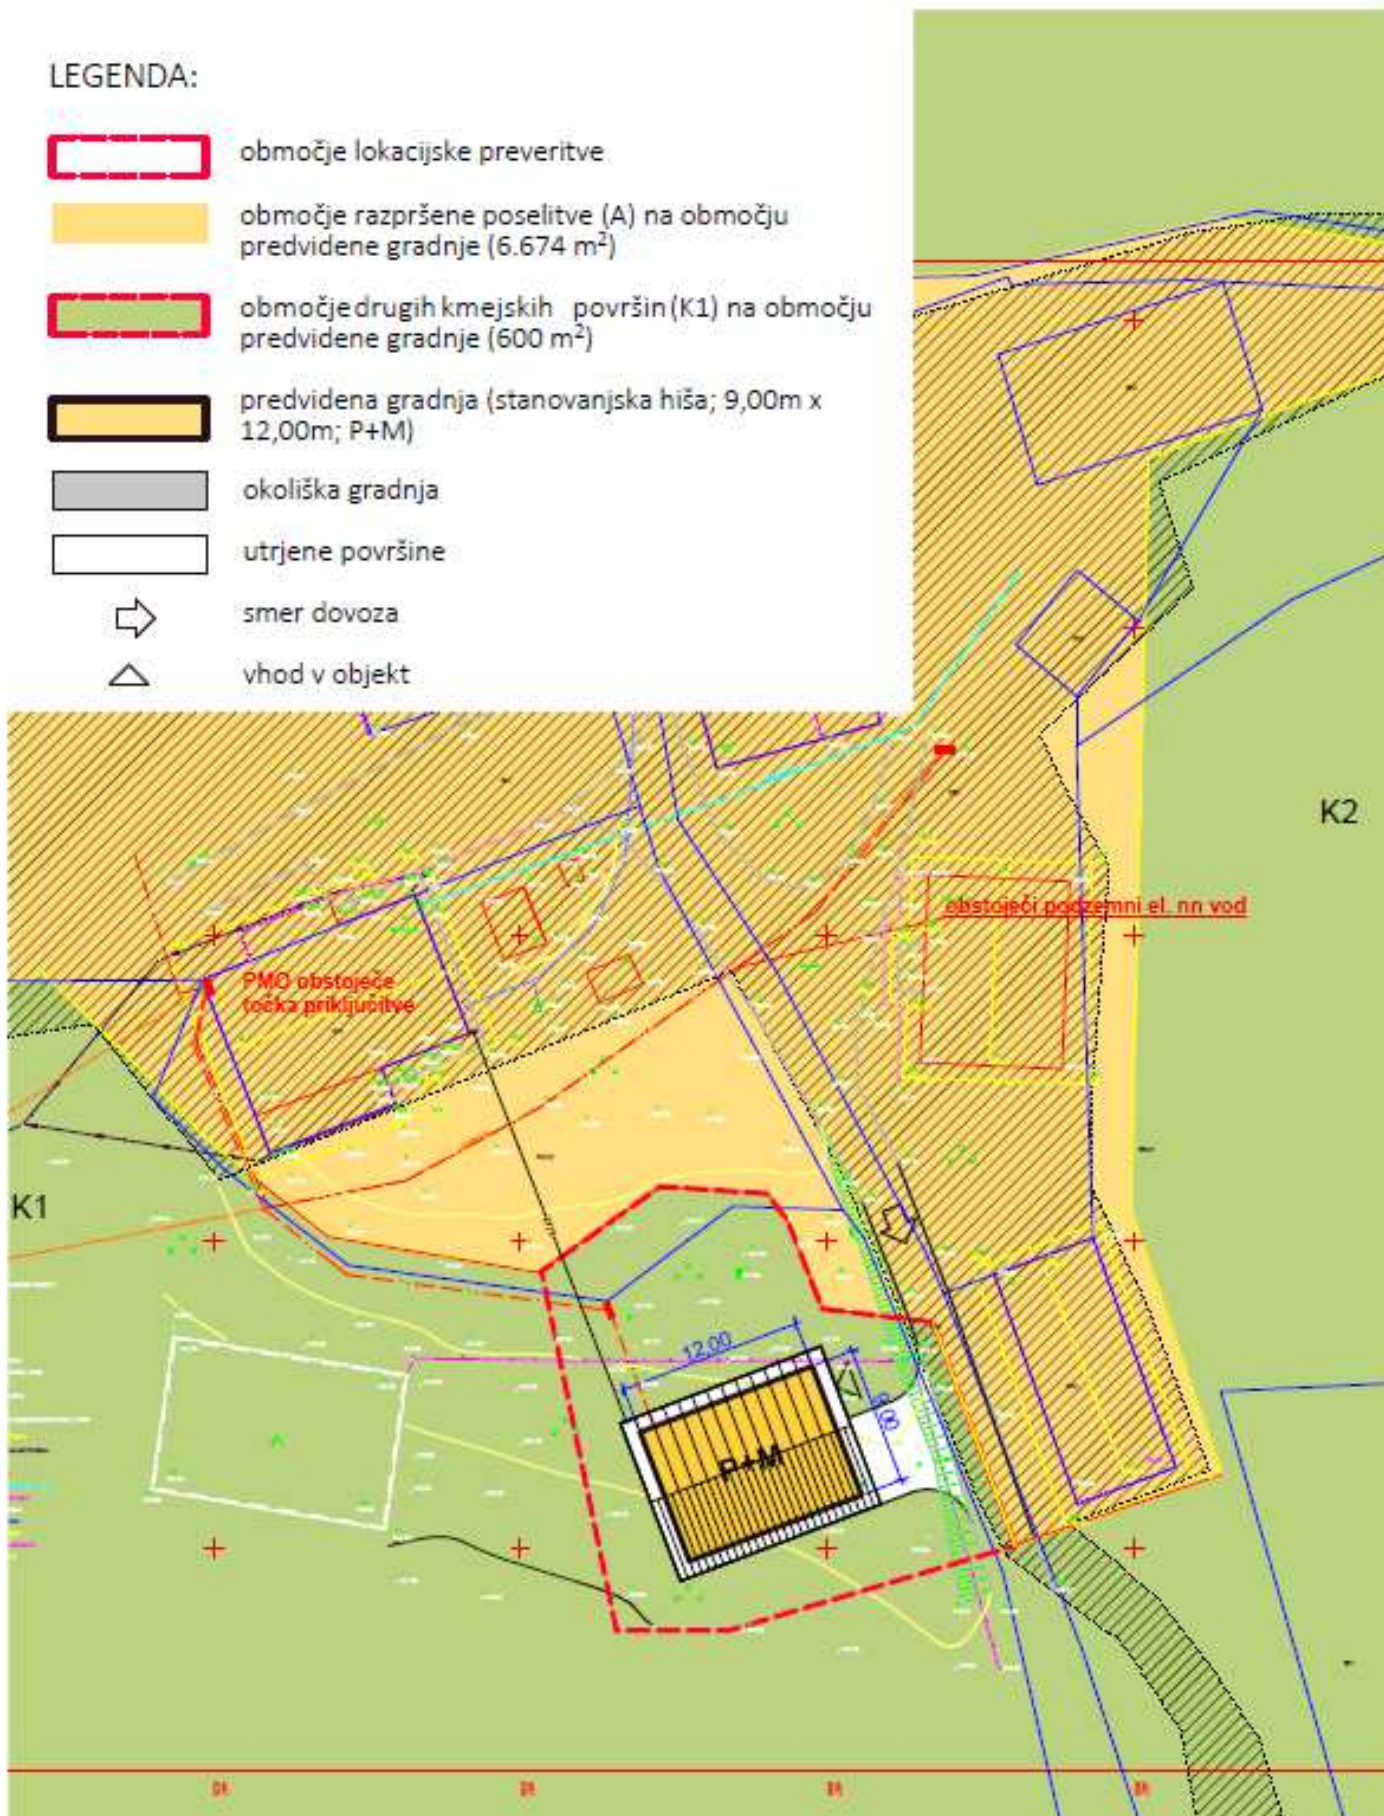 LEGENDA:
območje lokacijske preveritve
območje razpršene poselitve (A) na območju
predvidene gradnje (6.674 m²)
območje drugih kmejskih površin (K1) na območju
predvidene gradnje (600 m²)
predvidena gradnja (stanovanjska hiša; 9,00m x
12,00m; P+M)
okoliška gradnja
utrjene površine
smer dovoza
vhod v objekt
K2
obstoječi podzemni el. nn vod
PMO obstoječe
točka priključitve
K1
12,00
P+M